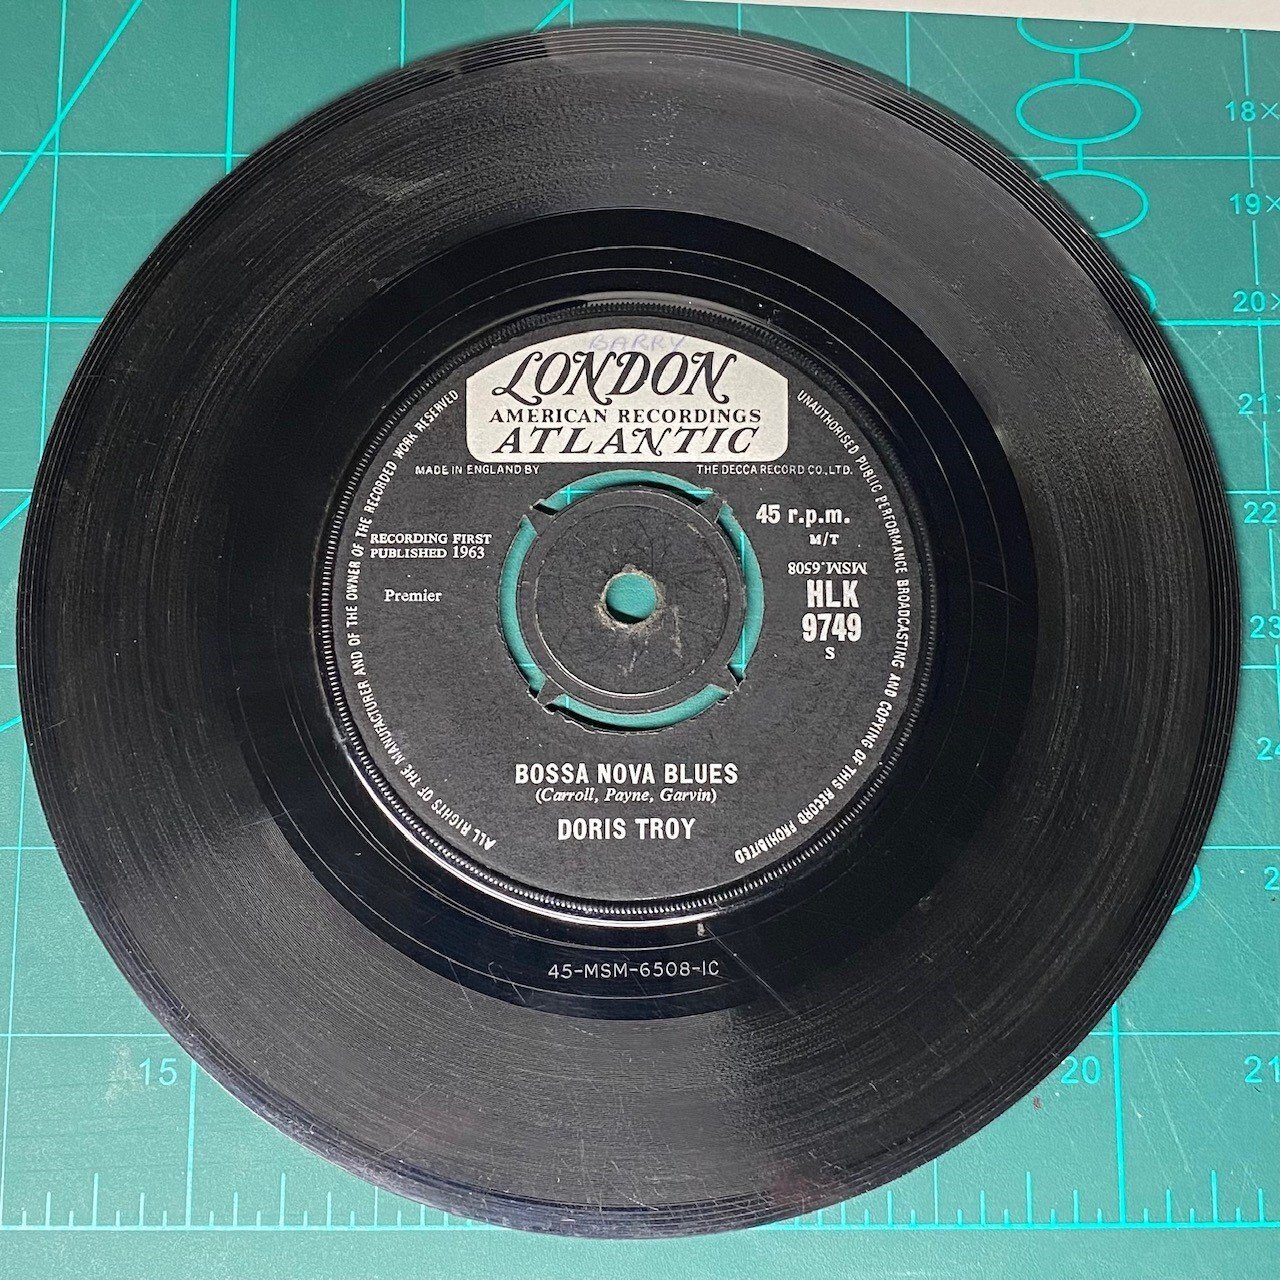 BARRY
LONDON
AMERICAN RECORDINGS
ATLANTIC
MADE IN ENGLAND BY THE DECCA RECORD CO., LTD.
ALL RIGHTS OF THE MANUFACTURER AND OF THE OWNER OF THE RECORDED WORK RESERVED
UNAUTHORISED PUBLIC PERFORMANCE BROADCASTING AND COPYING OF THIS RECORD PROHIBITED
45 r.p.m.
M/T
RECORDING FIRST
PUBLISHED 1963
MSM.6508
Premier
HLK
9749
S
BOSSA NOVA BLUES
(Carroll, Payne, Garvin)
DORIS TROY
45-MSM-6508-1C
18×
19×
20×
21
22
23
24
2
15
20
21